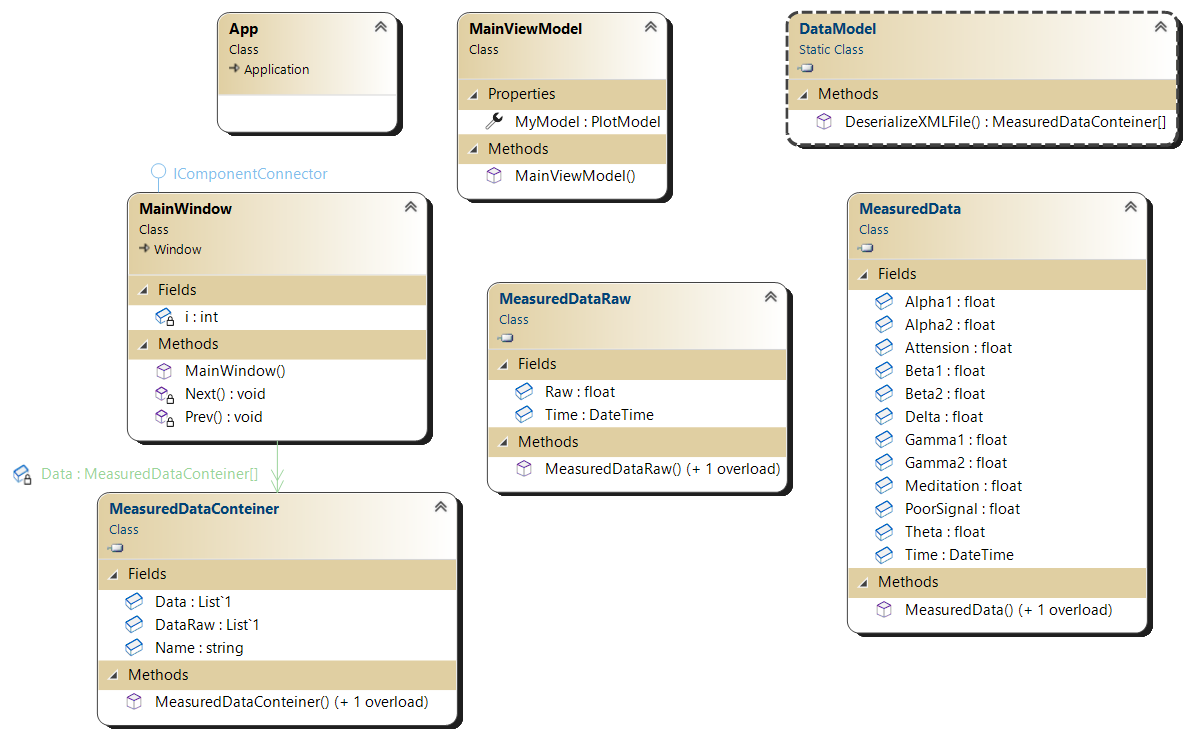 App
Class
Application
MainViewModel
Class
Properties
MyModel : PlotModel
Methods
MainViewModel()
DataModel
Static Class
Methods
DeserializeXMLFile() : MeasuredDataConteiner[]
IComponentConnector
MainWindow
Class
Window
Fields
i : int
Methods
MainWindow()
Next() : void
Prev() : void
Data : MeasuredDataConteiner[]
MeasuredDataConteiner
Class
Fields
Data : List`1
DataRaw : List`1
Name : string
Methods
MeasuredDataConteiner() (+ 1 overload)
MeasuredDataRaw
Class
Fields
Raw : float
Time : DateTime
Methods
MeasuredDataRaw() (+ 1 overload)
MeasuredData
Class
Fields
Alpha1 : float
Alpha2 : float
Attension : float
Beta1 : float
Beta2 : float
Delta : float
Gamma1 : float
Gamma2 : float
Meditation : float
PoorSignal : float
Theta : float
Time : DateTime
Methods
MeasuredData() (+ 1 overload)